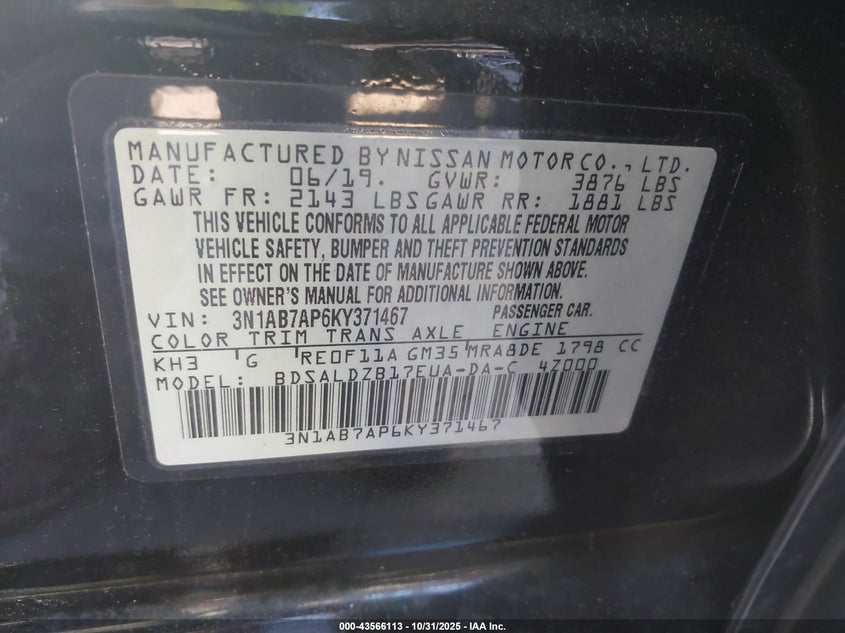 MANUFACTURED BY NISSAN MOTOR CO., LTD.
DATE: 06/19. GVWR: 3876 LBS
GAWR FR: 2143 LBS GAWR RR: 1881 LBS
THIS VEHICLE CONFORMS TO ALL APPLICABLE FEDERAL MOTOR
VEHICLE SAFETY, BUMPER AND THEFT PREVENTION STANDARDS
IN EFFECT ON THE DATE OF MANUFACTURE SHOWN ABOVE.
SEE OWNER'S MANUAL FOR ADDITIONAL INFORMATION.
VIN: 3N1AB7AP6KY371467 PASSENGER CAR.
COLOR TRIM TRANS AXLE ENGINE
KH3 G RE0F11A GM35 MRA8DE 1798 CC
MODEL: BDSALDZB17EUA-DA-C 4Z000
3N1AB7AP6KY371467
000-43566113 - 10/31/2025 - IAA Inc.